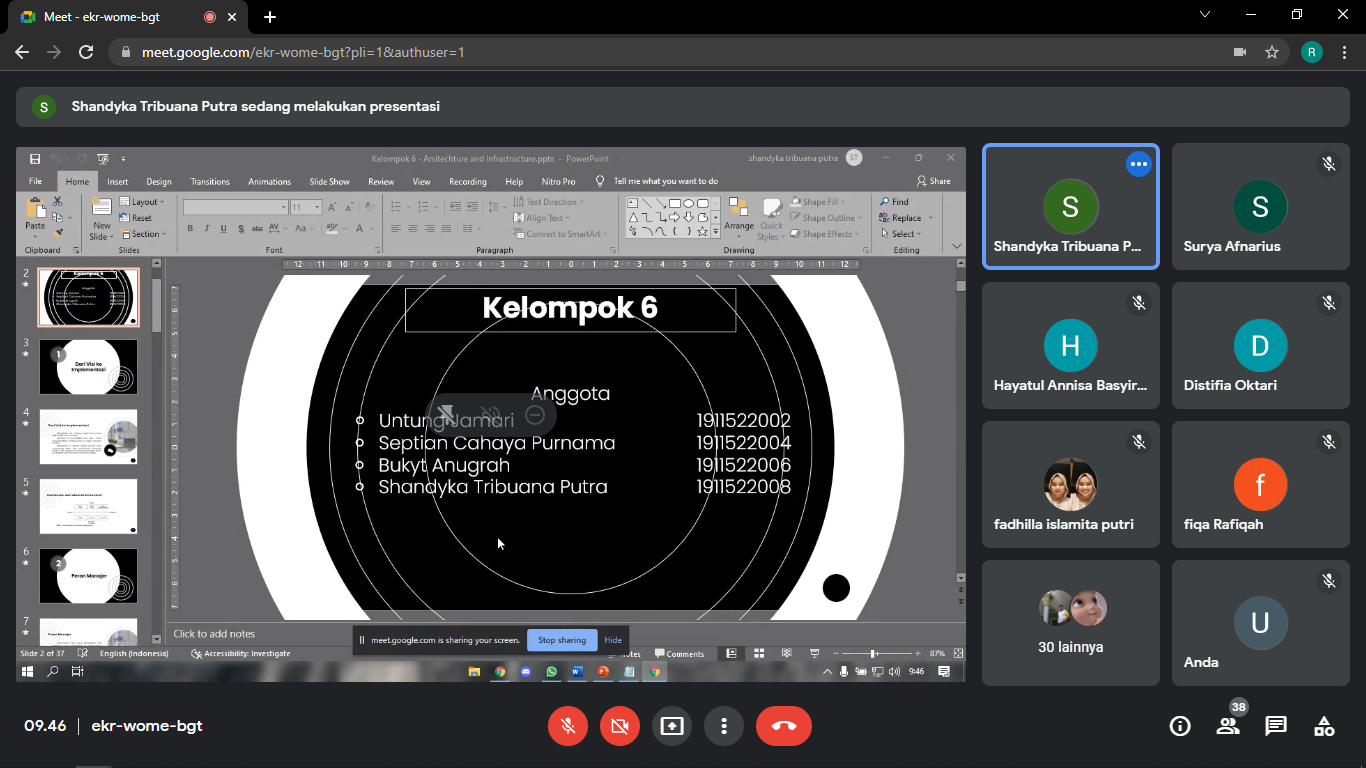 Meet - ekr-wome-bgt
meet.google.com/ekr-wome-bgt?pli=1&authuser=1
R
S Shandyka Tribuana Putra sedang melakukan presentasi
Kelompok 6 - Arsitechture and Infrastructure.pptx - PowerPoint
shandyka tribuana putra ST
File Home Insert Design Transitions Animations Slide Show Review View Recording Help Nitro Pro Tell me what you want to do Share
Paste
Clipboard
New Slide
Layout
Reset
Section
Slides
11
B I U S abc AV Aa A
Font
Text Direction
Align Text
Convert to SmartArt
Paragraph
Arrange
Quick Styles
Shape Fill
Shape Outline
Shape Effects
Drawing
Find
Replace
Select
Editing
2
Kelompok 6
3
1
Dari Visi ke
Implementasi
4
5
6
2
Peran Manajer
7
Kelompok 6
Anggota
Untung Jamari 1911522002
Septian Cahaya Purnama 1911522004
Bukyt Anugrah 1911522006
Shandyka Tribuana Putra 1911522008
Click to add notes
meet.google.com is sharing your screen. Stop sharing Hide
Slide 2 of 37 English (Indonesia) Accessibility: Investigate Notes Comments 87%
9:46
S
Shandyka Tribuana P...
S
Surya Afnarius
H
Hayatul Annisa Basyir...
D
Distifia Oktari
fadhilla islamita putri
f
fiqa Rafiqah
30 lainnya
U
Anda
09.46 | ekr-wome-bgt
38